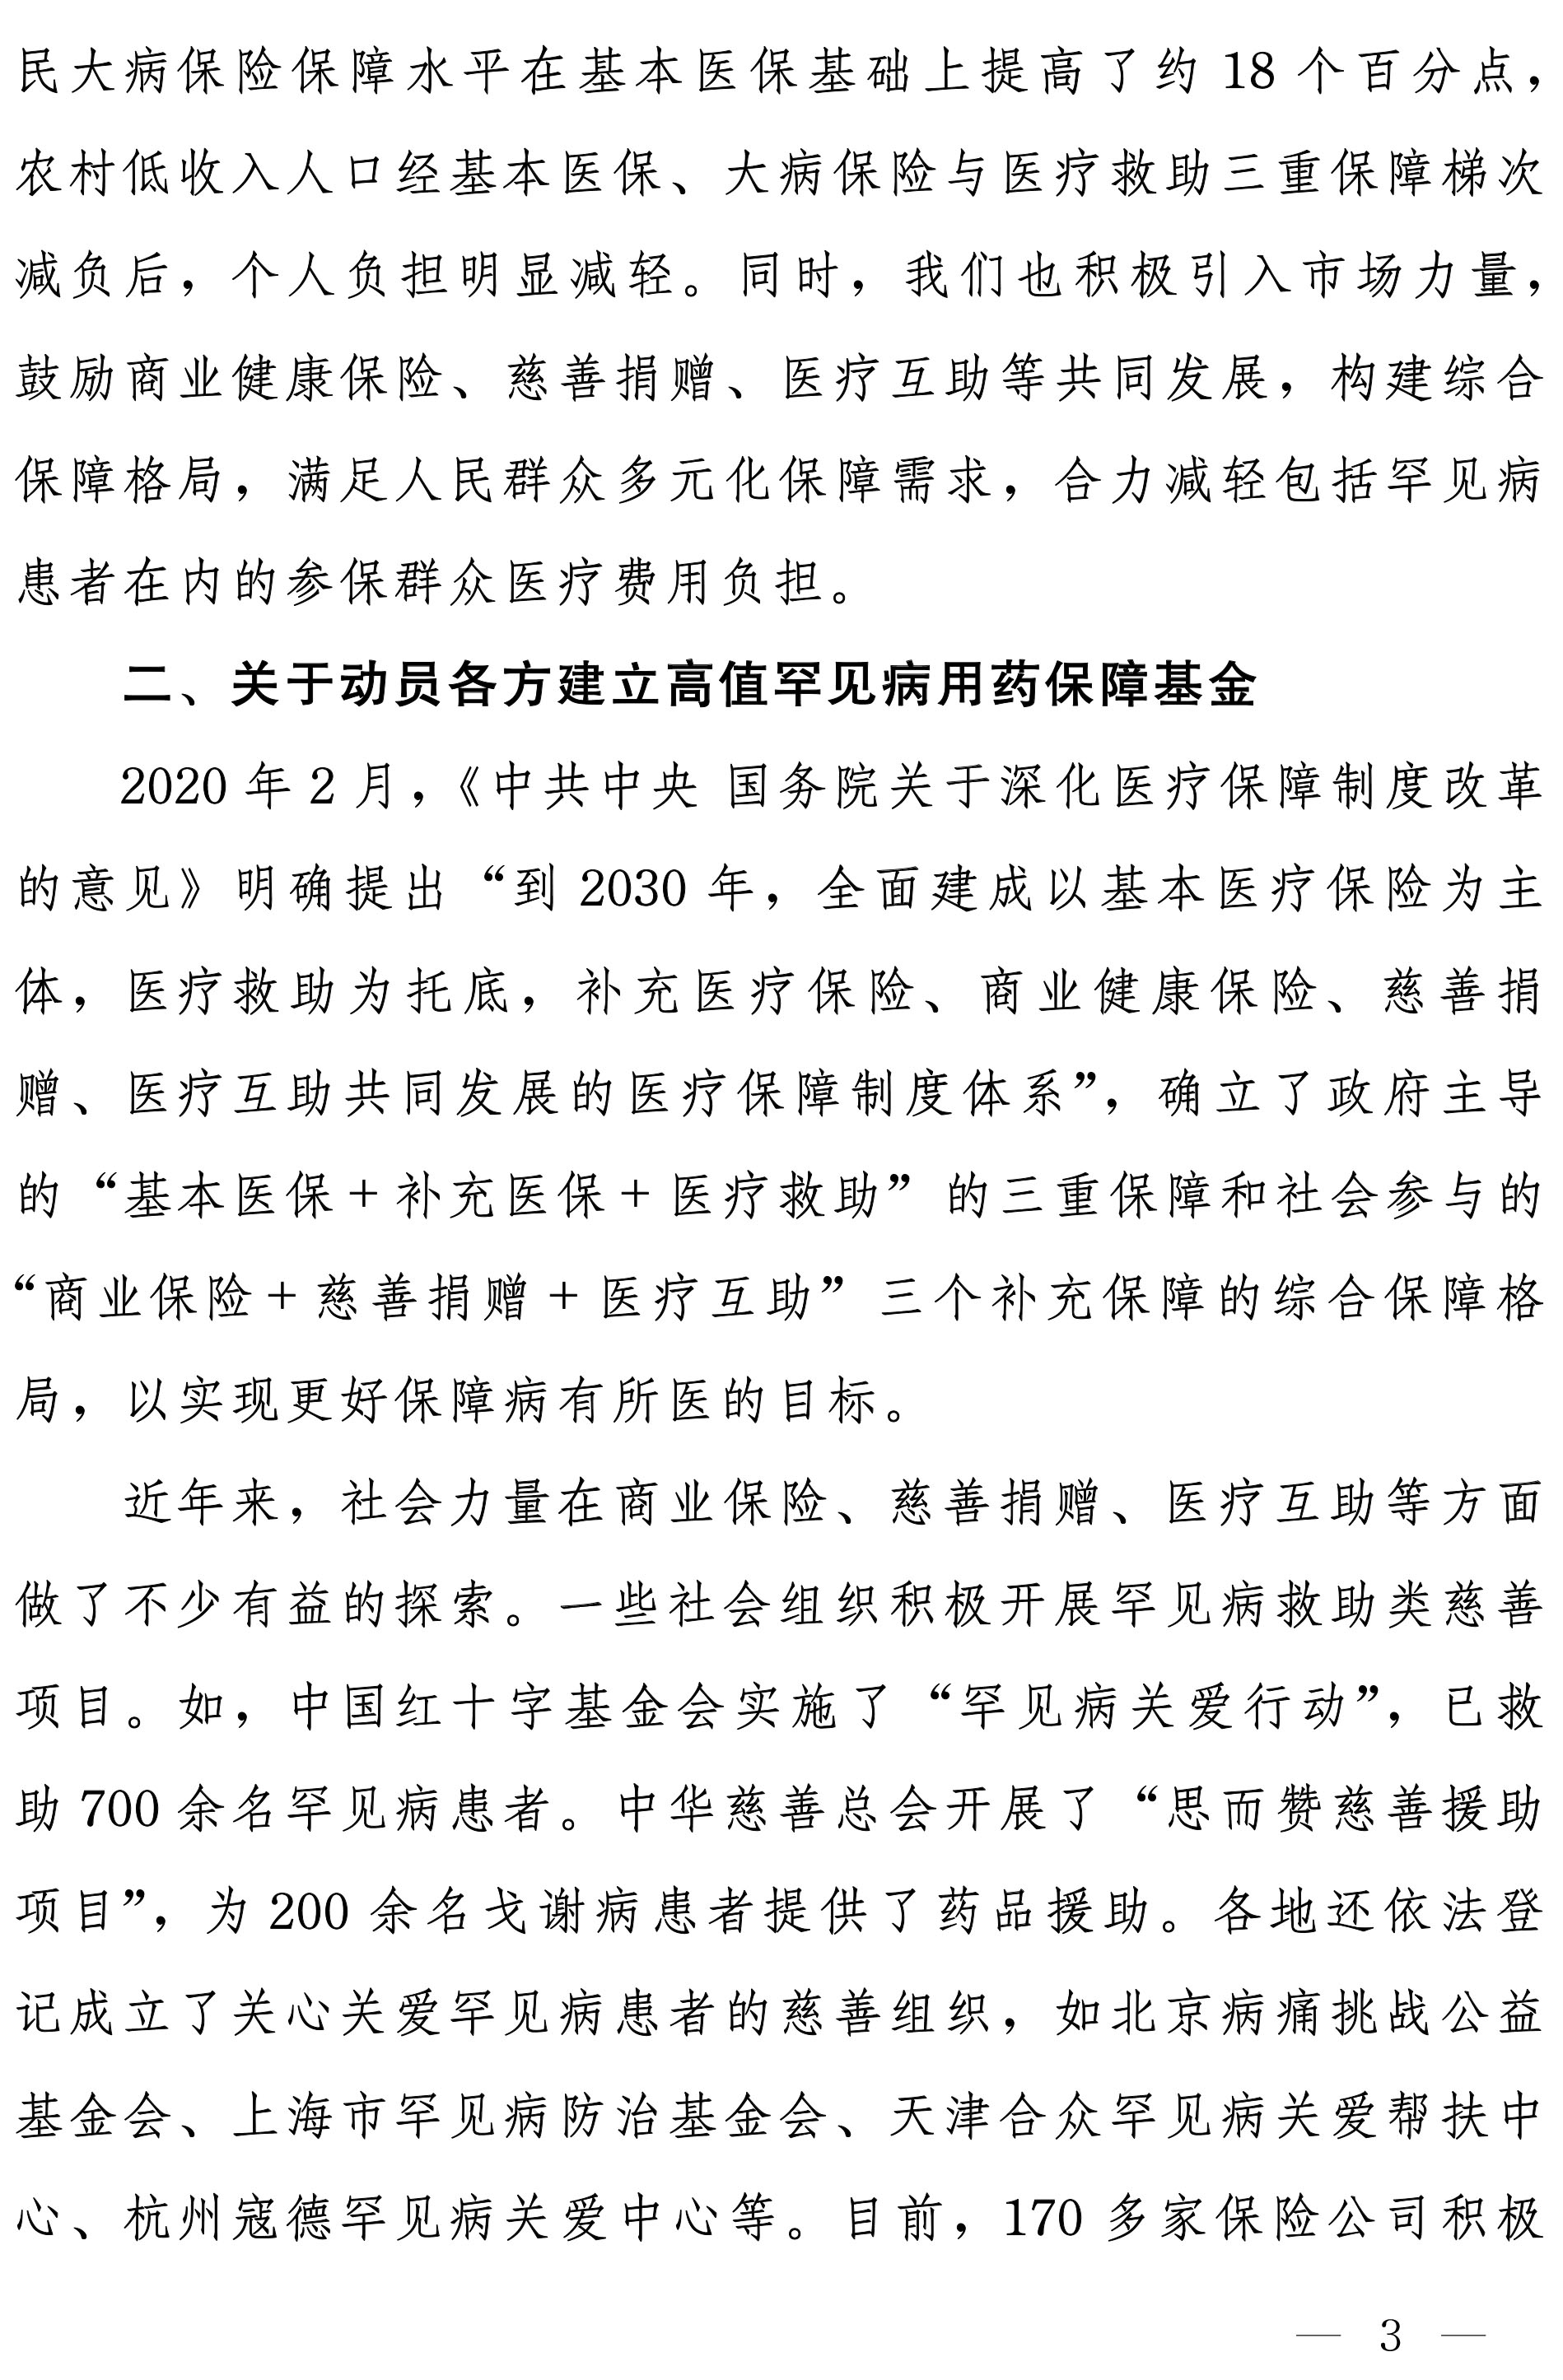 民大病保险保障水平在基本医保基础上提高了约 18 个百分点，
农村低收入人口经基本医保、大病保险与医疗救助三重保障梯次
减负后，个人负担明显减轻。同时，我们也积极引入市场力量，
鼓励商业健康保险、慈善捐赠、医疗互助等共同发展，构建综合
保障格局，满足人民群众多元化保障需求，合力减轻包括罕见病
患者在内的参保群众医疗费用负担。
二、关于动员各方建立高值罕见病用药保障基金
2020 年 2 月，《中共中央 国务院关于深化医疗保障制度改革
的意见》明确提出“到 2030 年，全面建成以基本医疗保险为主
体，医疗救助为托底，补充医疗保险、商业健康保险、慈善捐
赠、医疗互助共同发展的医疗保障制度体系”，确立了政府主导
的“基本医保+补充医保+医疗救助”的三重保障和社会参与的
“商业保险+慈善捐赠+医疗互助”三个补充保障的综合保障格
局，以实现更好保障病有所医的目标。
近年来，社会力量在商业保险、慈善捐赠、医疗互助等方面
做了不少有益的探索。一些社会组织积极开展罕见病救助类慈善
项目。如，中国红十字基金会实施了“罕见病关爱行动”，已救
助 700 余名罕见病患者。中华慈善总会开展了“思而赞慈善援助
项目”，为 200 余名戈谢病患者提供了药品援助。各地还依法登
记成立了关心关爱罕见病患者的慈善组织，如北京病痛挑战公益
基金会、上海市罕见病防治基金会、天津合众罕见病关爱帮扶中
心、杭州寇德罕见病关爱中心等。目前，170 多家保险公司积极
— 3 —